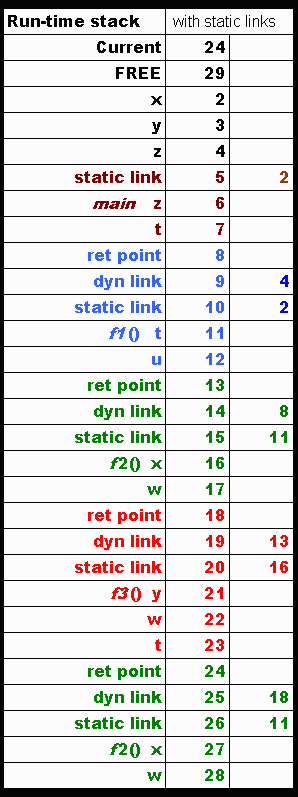 Run-time stack with static links
Current 24
FREE 29
x 2
y 3
z 4
static link 5 2
main z 6
t 7
ret point 8
dyn link 9 4
static link 10 2
f1() t 11
u 12
ret point 13
dyn link 14 8
static link 15 11
f2() x 16
w 17
ret point 18
dyn link 19 13
static link 20 16
f3() y 21
w 22
t 23
ret point 24
dyn link 25 18
static link 26 11
f2() x 27
w 28